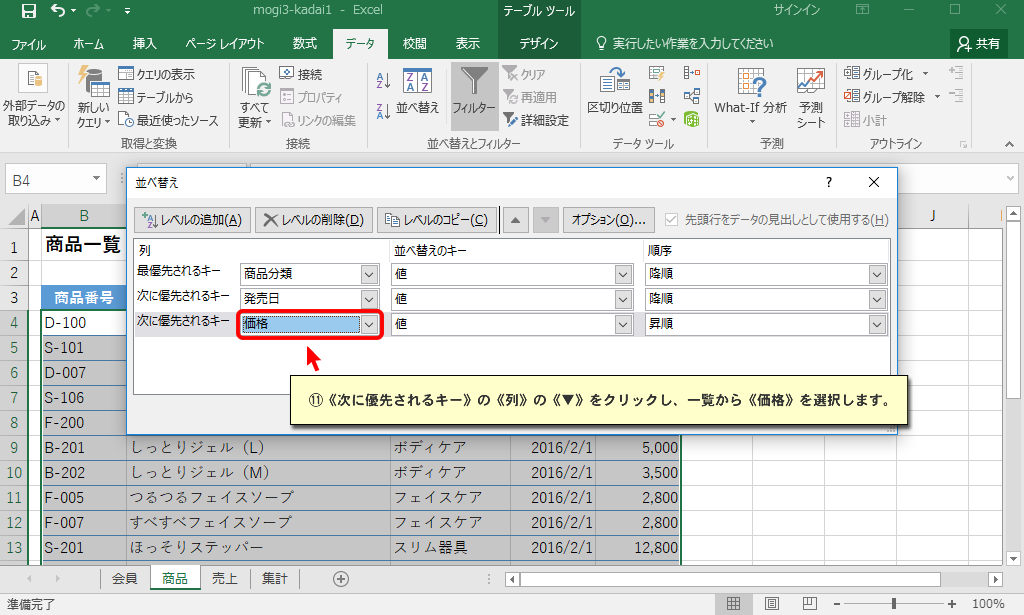 mogi3-kadai1 - Excel
テーブル ツール
サインイン
ファイル ホーム 挿入 ページ レイアウト 数式 データ 校閲 表示 デザイン 実行したい作業を入力してください 共有
外部データの取り込み
新しいクエリ
クエリの表示
テーブルから
最近使ったソース
取得と変換
すべて更新
接続
プロパティ
リンクの編集
接続
並べ替え
フィルター
クリア
再適用
詳細設定
並べ替えとフィルター
区切り位置
データ ツール
What-If 分析
予測シート
予測
グループ化
グループ解除
小計
アウトライン
B4
並べ替え
?
レベルの追加(A) レベルの削除(D) レベルのコピー(C) オプション(O)... 先頭行をデータの見出しとして使用する(H)
列 並べ替えのキー 順序
最優先されるキー 商品分類 値 降順
次に優先されるキー 発売日 値 降順
次に優先されるキー 価格 値 昇順
⑪《次に優先されるキー》の《列》の《▼》をクリックし、一覧から《価格》を選択します。
A B J
1 商品一覧
2
3 商品番号
4 D-100
5 S-101
6 D-007
7 S-106
8 F-200
9 B-201 しっとりジェル（L） ボディケア 2016/2/1 5,000
10 B-202 しっとりジェル（M） ボディケア 2016/2/1 3,500
11 F-005 つるつるフェイスソープ フェイスケア 2016/2/1 2,800
12 F-007 すべすべフェイスソープ フェイスケア 2016/2/1 2,800
13 S-201 ほっそりステッパー スリム器具 2016/2/1 12,800
会員 商品 売上 集計
準備完了
100%